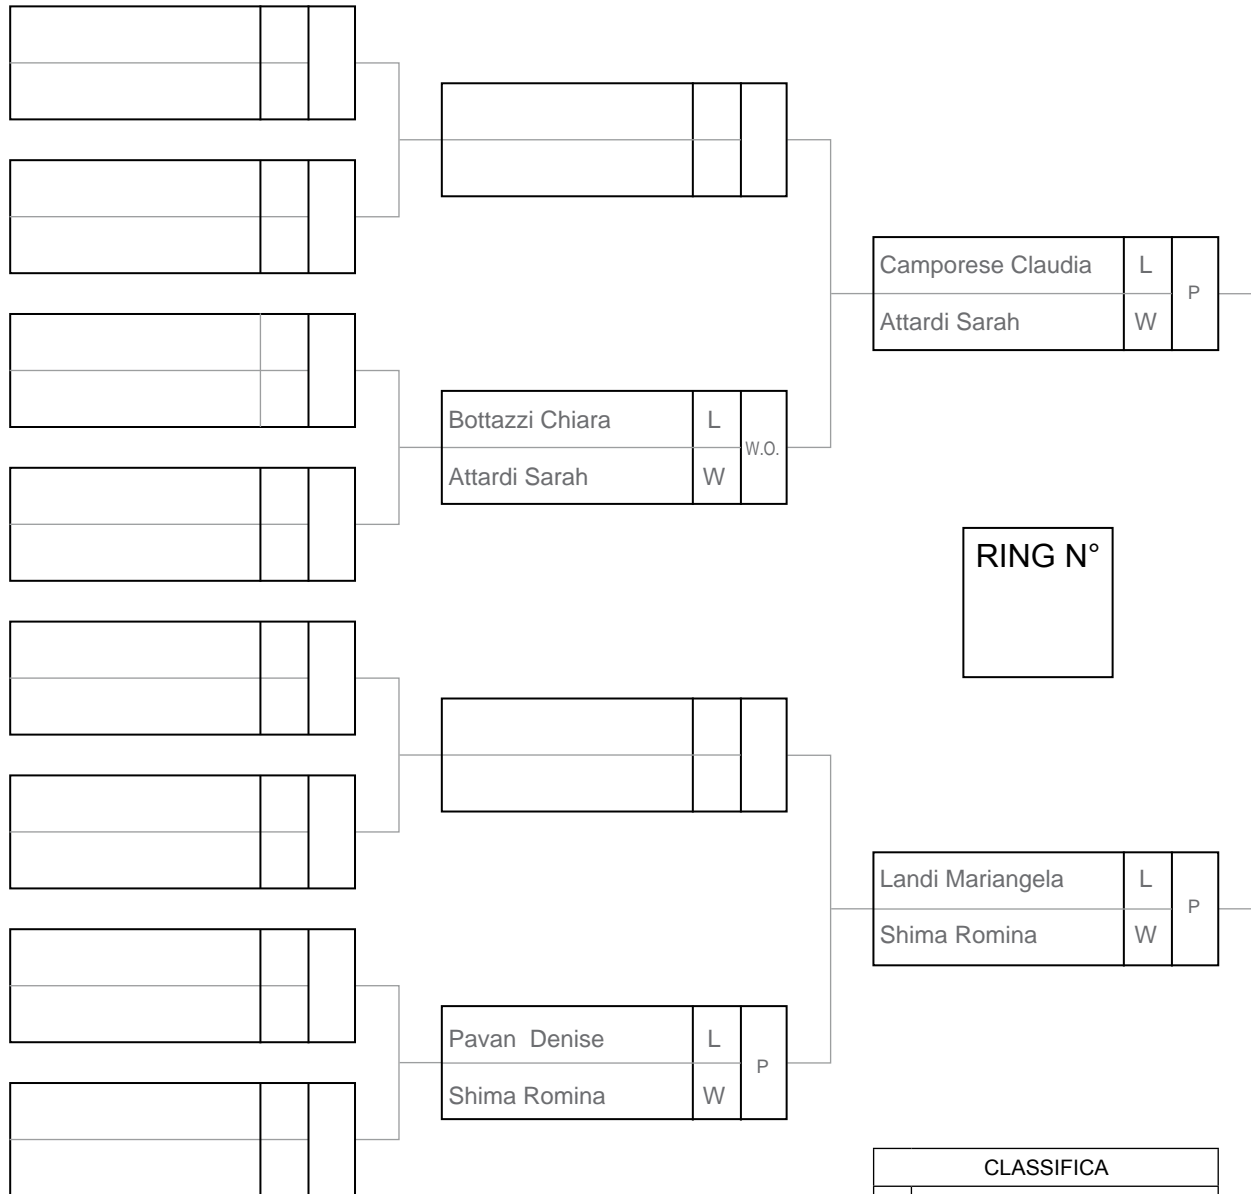 Camporese Claudia L P
Attardi Sarah W
Bottazzi Chiara L W.O.
Attardi Sarah W
RING N°
Landi Mariangela L P
Shima Romina W
Pavan  Denise L P
Shima Romina W
CLASSIFICA